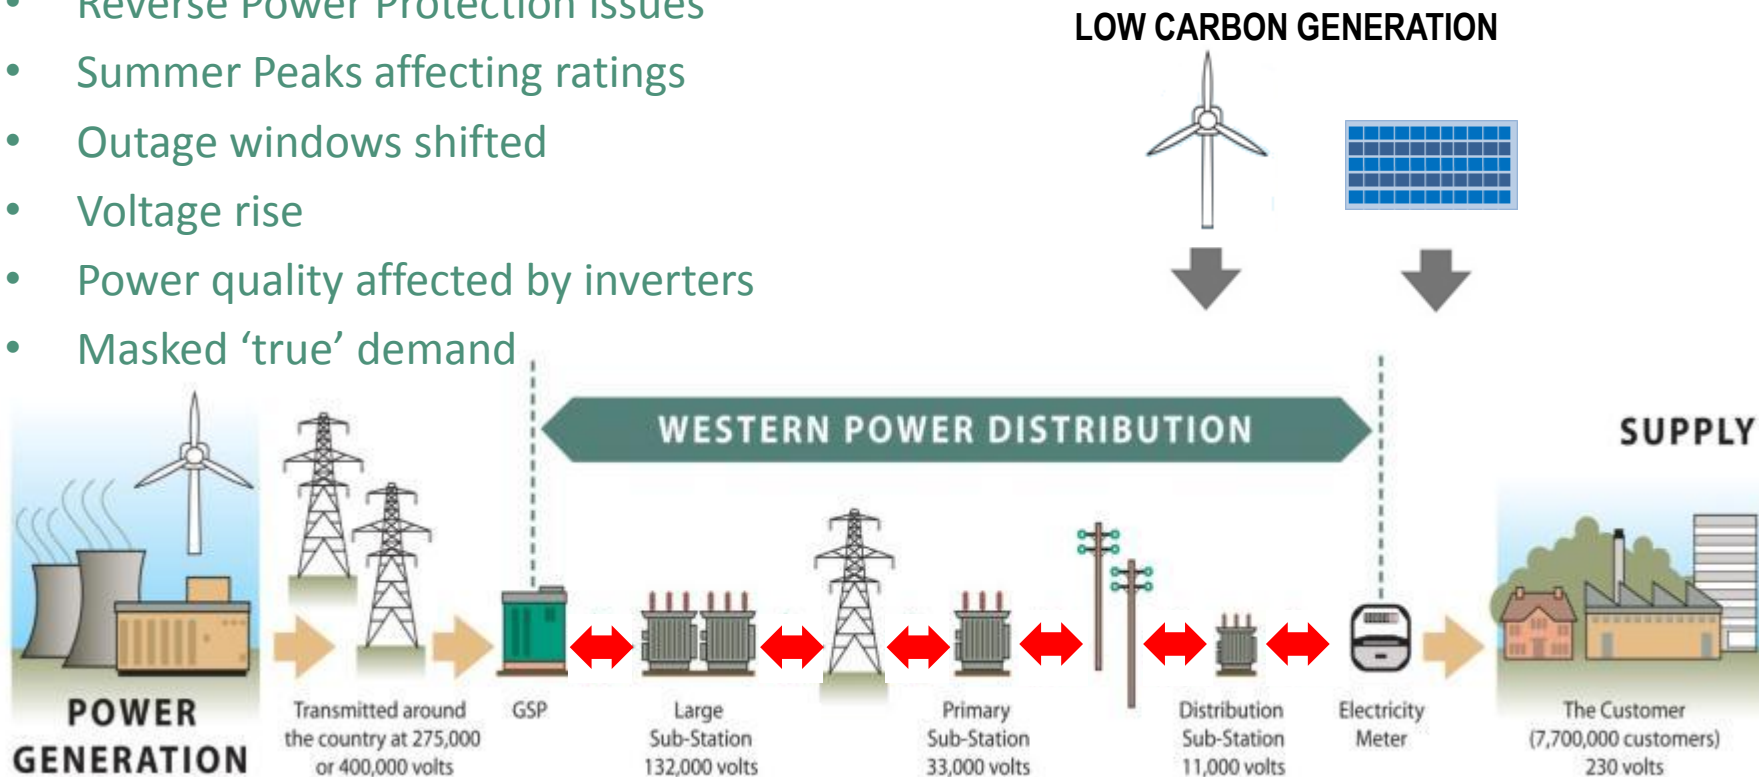 • Reverse Power Protection issues
• Summer Peaks affecting ratings
• Outage windows shifted
• Voltage rise
• Power quality affected by inverters
• Masked ‘true’ demand
LOW CARBON GENERATION
WESTERN POWER DISTRIBUTION
SUPPLY
POWER
GENERATION
Transmitted around
the country at 275,000
or 400,000 volts
GSP
Large
Sub-Station
132,000 volts
Primary
Sub-Station
33,000 volts
Distribution
Sub-Station
11,000 volts
Electricity
Meter
The Customer
(7,700,000 customers)
230 volts